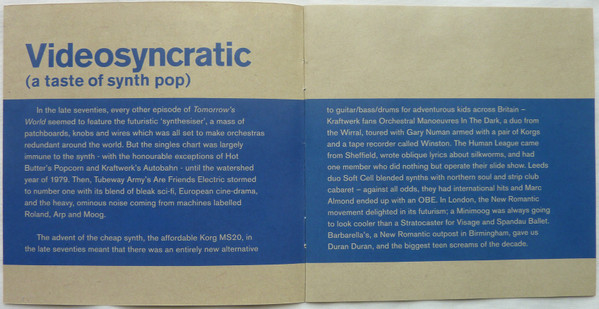 Videosyncratic
(a taste of synth pop)
In the late seventies, every other episode of Tomorrow's
World seemed to feature the futuristic 'synthesiser', a mass of
patchboards, knobs and wires which was all set to make orchestras
redundant around the world. But the singles chart was largely
immune to the synth - with the honourable exceptions of Hot
Butter's Popcorn and Kraftwerk's Autobahn - until the watershed
year of 1979. Then, Tubeway Army's Are Friends Electric stormed
to number one with its blend of bleak sci-fi, European cine-drama,
and the heavy, ominous noise coming from machines labelled
Roland, Arp and Moog.
The advent of the cheap synth, the affordable Korg MS20, in
the late seventies meant that there was an entirely new alternative
to guitar/bass/drums for adventurous kids across Britain –
Kraftwerk fans Orchestral Manoeuvres In The Dark, a duo from
the Wirral, toured with Gary Numan armed with a pair of Korgs
and a tape recorder called Winston. The Human League came
from Sheffield, wrote oblique lyrics about silkworms, and had
one member who did nothing but operate their slide show. Leeds
duo Soft Cell blended synths with northern soul and strip club
cabaret – against all odds, they had international hits and Marc
Almond ended up with an OBE. In London, the New Romantic
movement delighted in its futurism; a Minimoog was always going
to look cooler than a Stratocaster for Visage and Spandau Ballet.
Barbarella's, a New Romantic outpost in Birmingham, gave us
Duran Duran, and the biggest teen screams of the decade.